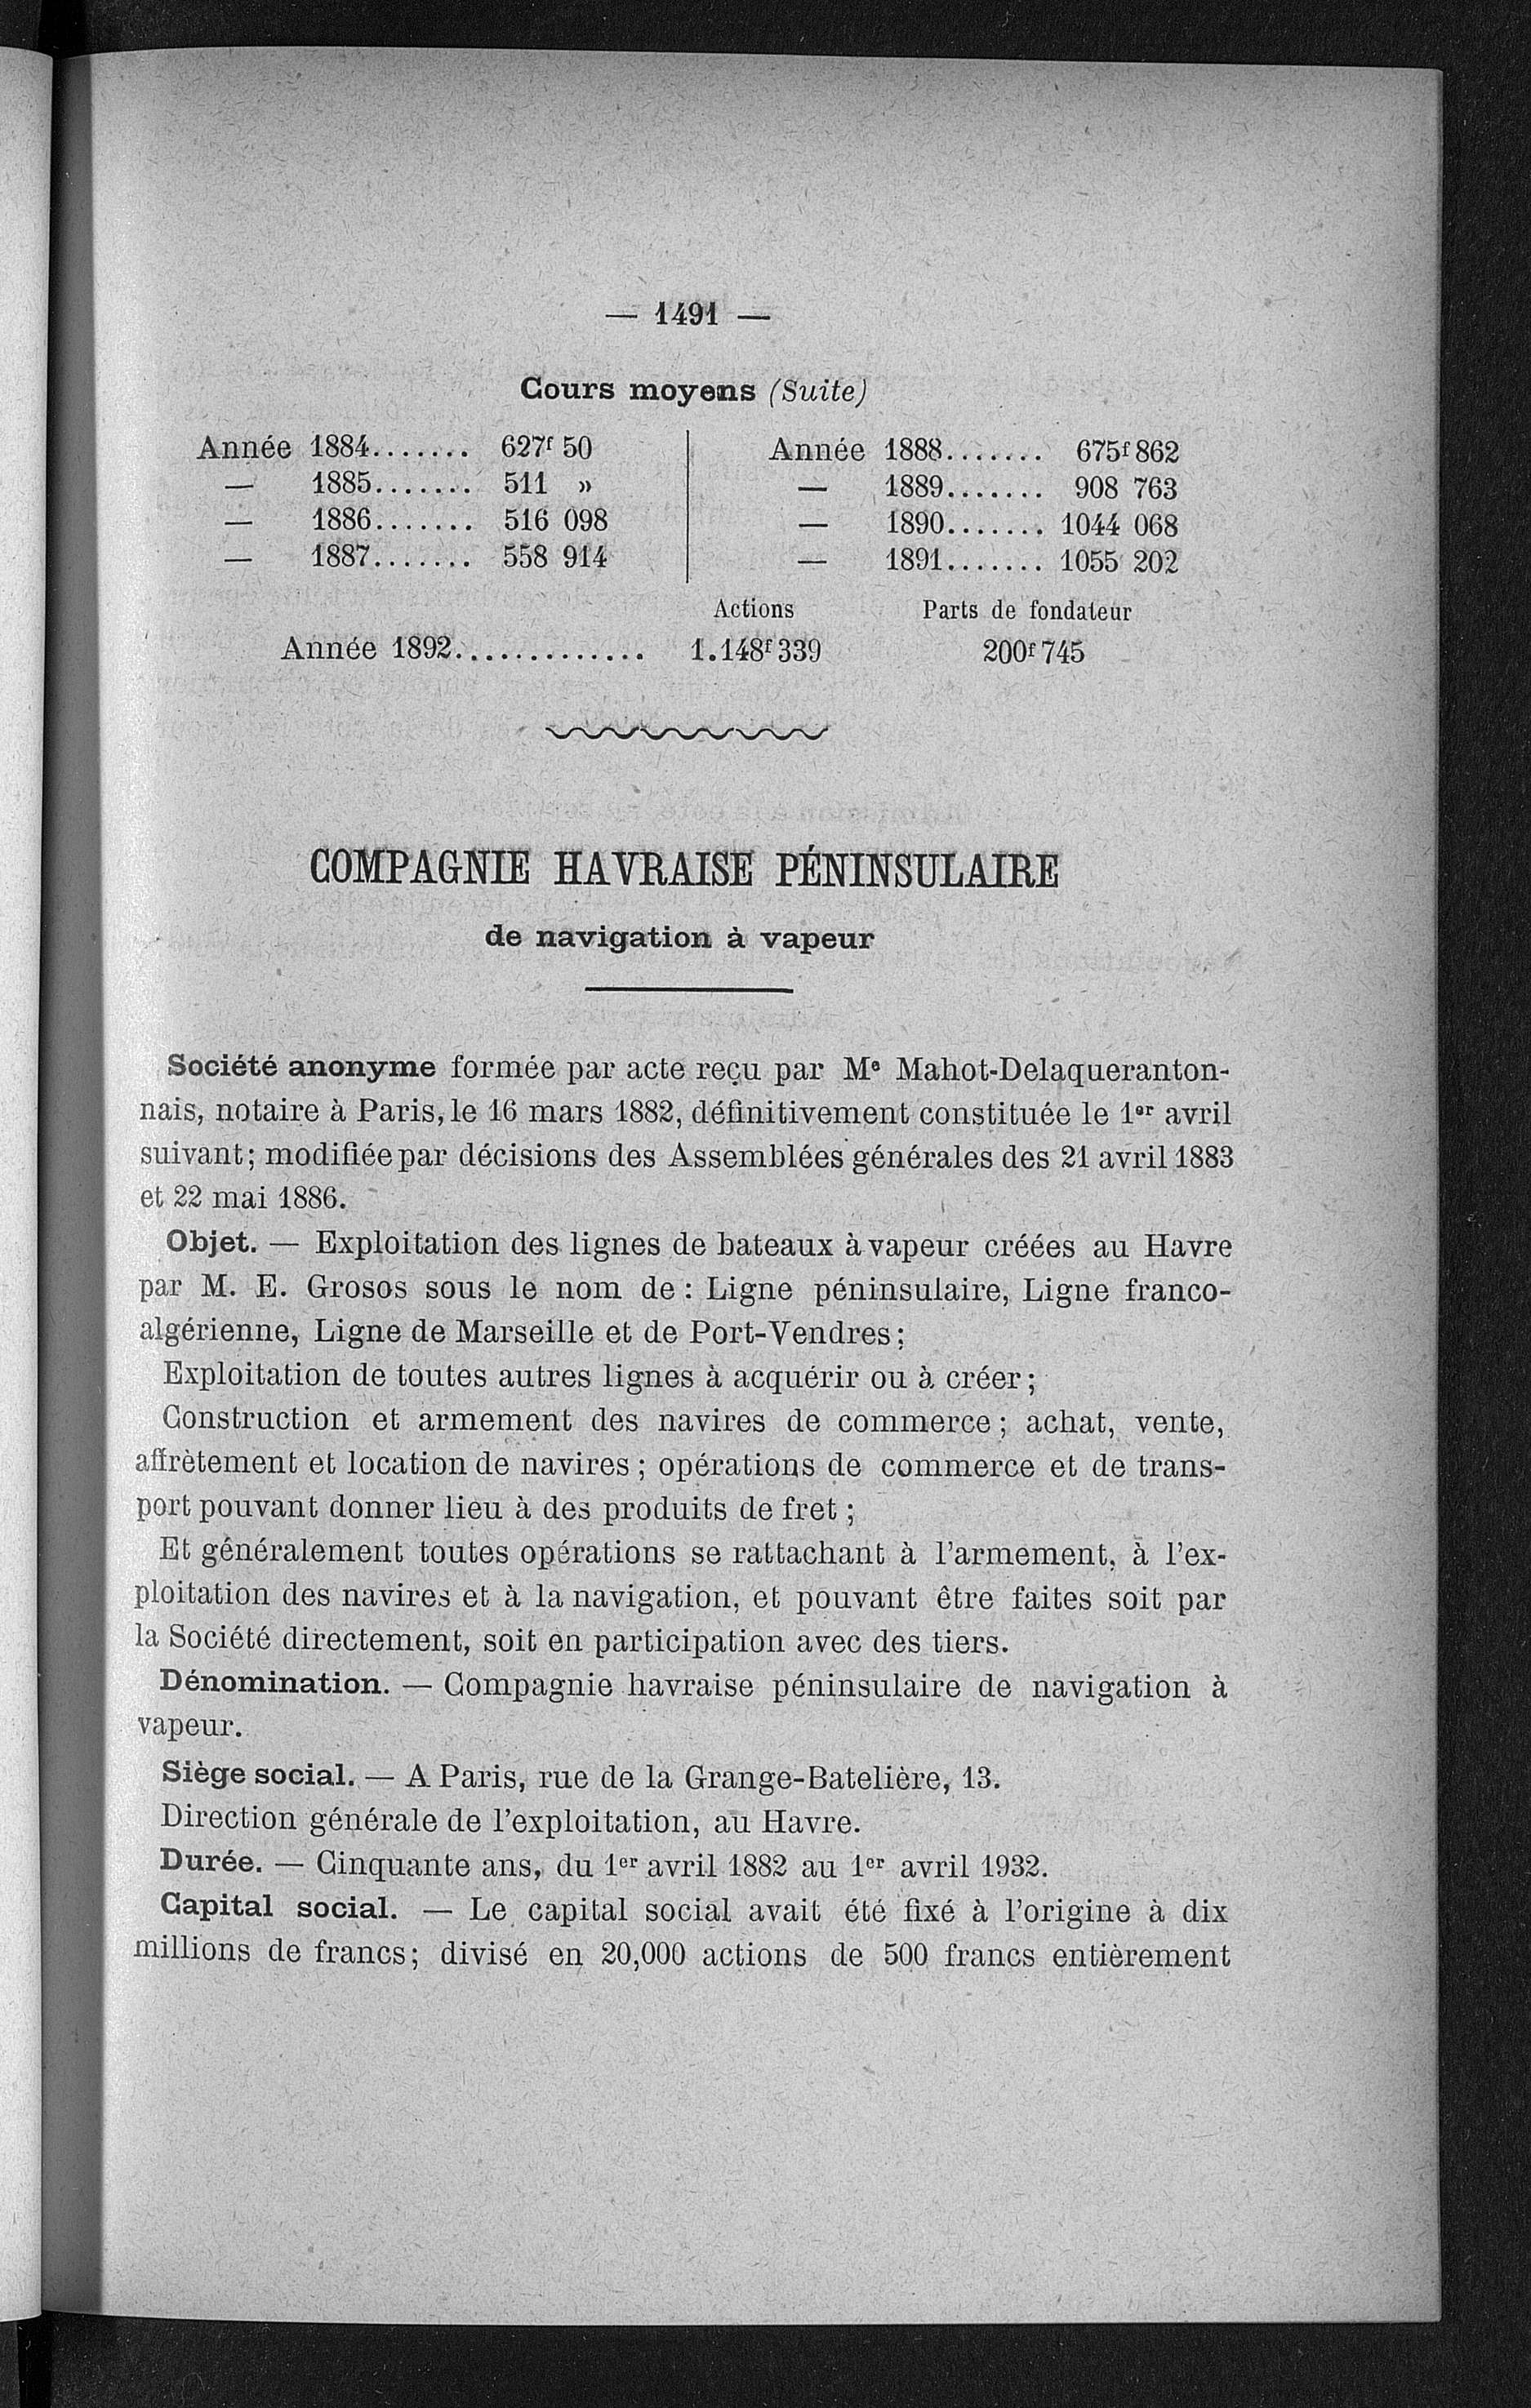 — 1491 —
Cours moyens (Suite)
Année 1884....... 627f 50
— 1885....... 511 »
— 1886....... 516 098
— 1887....... 558 914
Année 1888....... 675f 862
— 1889....... 908 763
— 1890....... 1044 068
— 1891....... 1055 202
Actions Parts de fondateur
Année 1892............. 1.148f 339 200f 745
COMPAGNIE HAVRAISE PÉNINSULAIRE
de navigation à vapeur
Société anonyme formée par acte reçu par Me Mahot-Delaqueranton-
nais, notaire à Paris, le 16 mars 1882, définitivement constituée le 1er avril
suivant; modifiée par décisions des Assemblées générales des 21 avril 1883
et 22 mai 1886.
Objet. — Exploitation des lignes de bateaux à vapeur créées au Havre
par M. E. Grosos sous le nom de : Ligne péninsulaire, Ligne franco-
algérienne, Ligne de Marseille et de Port-Vendres;
Exploitation de toutes autres lignes à acquérir ou à créer;
Construction et armement des navires de commerce; achat, vente,
affrètement et location de navires; opérations de commerce et de trans-
port pouvant donner lieu à des produits de fret;
Et généralement toutes opérations se rattachant à l'armement, à l'ex-
ploitation des navires et à la navigation, et pouvant être faites soit par
la Société directement, soit en participation avec des tiers.
Dénomination. — Compagnie havraise péninsulaire de navigation à
vapeur.
Siège social. — A Paris, rue de la Grange-Batelière, 13.
Direction générale de l'exploitation, au Havre.
Durée. — Cinquante ans, du 1er avril 1882 au 1er avril 1932.
Capital social. — Le capital social avait été fixé à l'origine à dix
millions de francs; divisé en 20,000 actions de 500 francs entièrement